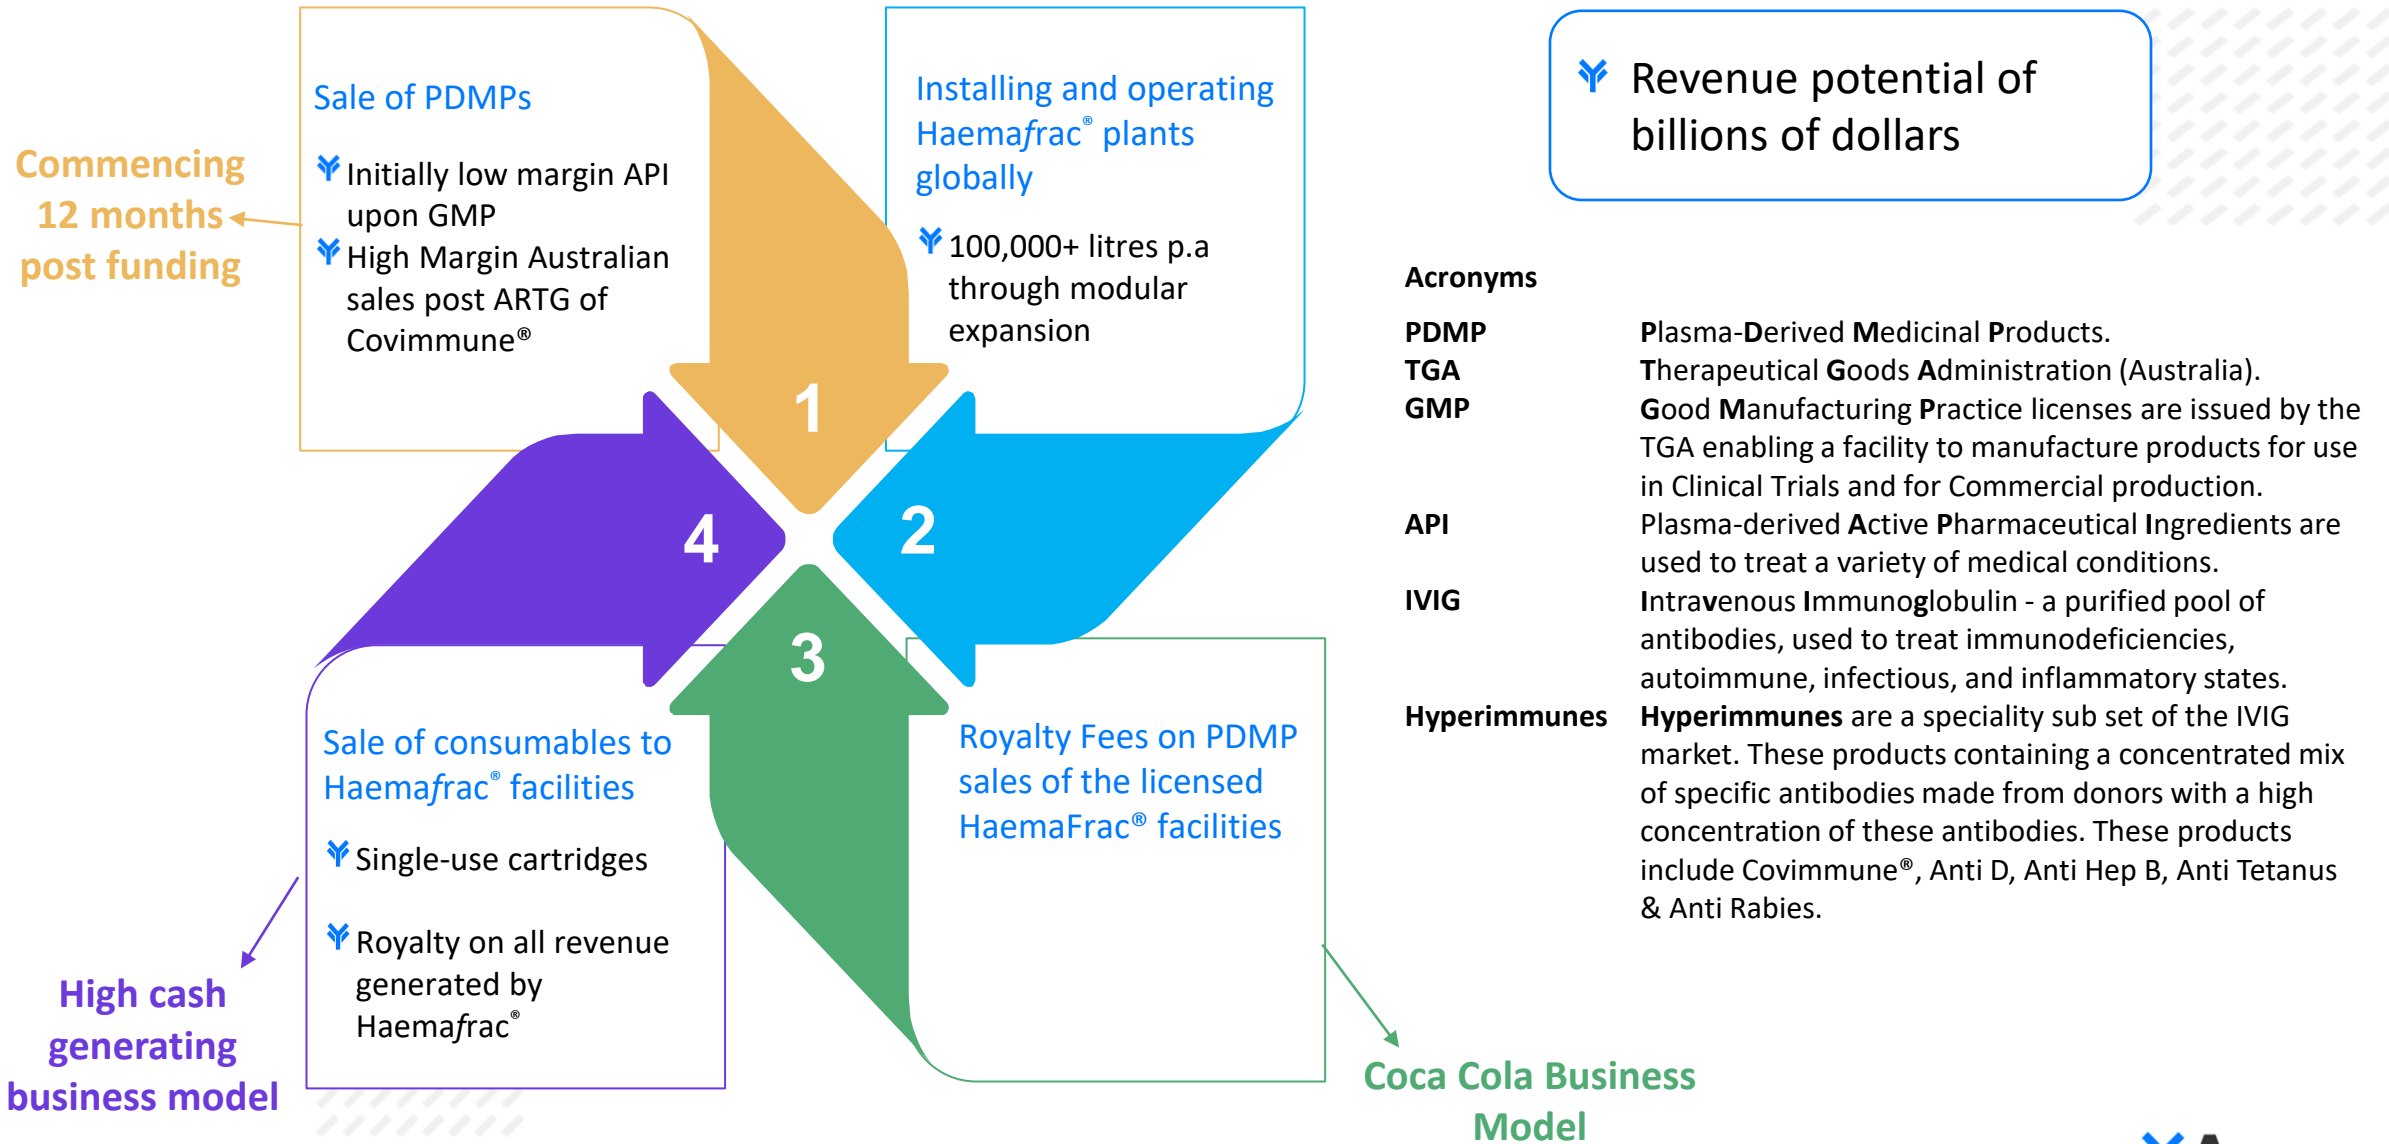 Commencing
12 months
post funding
Sale of PDMPs
Initially low margin API
upon GMP
High Margin Australian
sales post ARTG of
Covimmune®
1
Installing and operating
Haemafrac® plants
globally
100,000+ litres p.a
through modular
expansion
2
Royalty Fees on PDMP
sales of the licensed
HaemaFrac® facilities
3
Coca Cola Business
Model
Sale of consumables to
Haemafrac® facilities
Single-use cartridges
Royalty on all revenue
generated by
Haemafrac®
4
High cash
generating
business model
Revenue potential of
billions of dollars
Acronyms
PDMP Plasma-Derived Medicinal Products.
TGA Therapeutical Goods Administration (Australia).
GMP Good Manufacturing Practice licenses are issued by the
TGA enabling a facility to manufacture products for use
in Clinical Trials and for Commercial production.
API Plasma-derived Active Pharmaceutical Ingredients are
used to treat a variety of medical conditions.
IVIG Intravenous Immunoglobulin - a purified pool of
antibodies, used to treat immunodeficiencies,
autoimmune, infectious, and inflammatory states.
Hyperimmunes Hyperimmunes are a speciality sub set of the IVIG
market. These products containing a concentrated mix
of specific antibodies made from donors with a high
concentration of these antibodies. These products
include Covimmune®, Anti D, Anti Hep B, Anti Tetanus
& Anti Rabies.